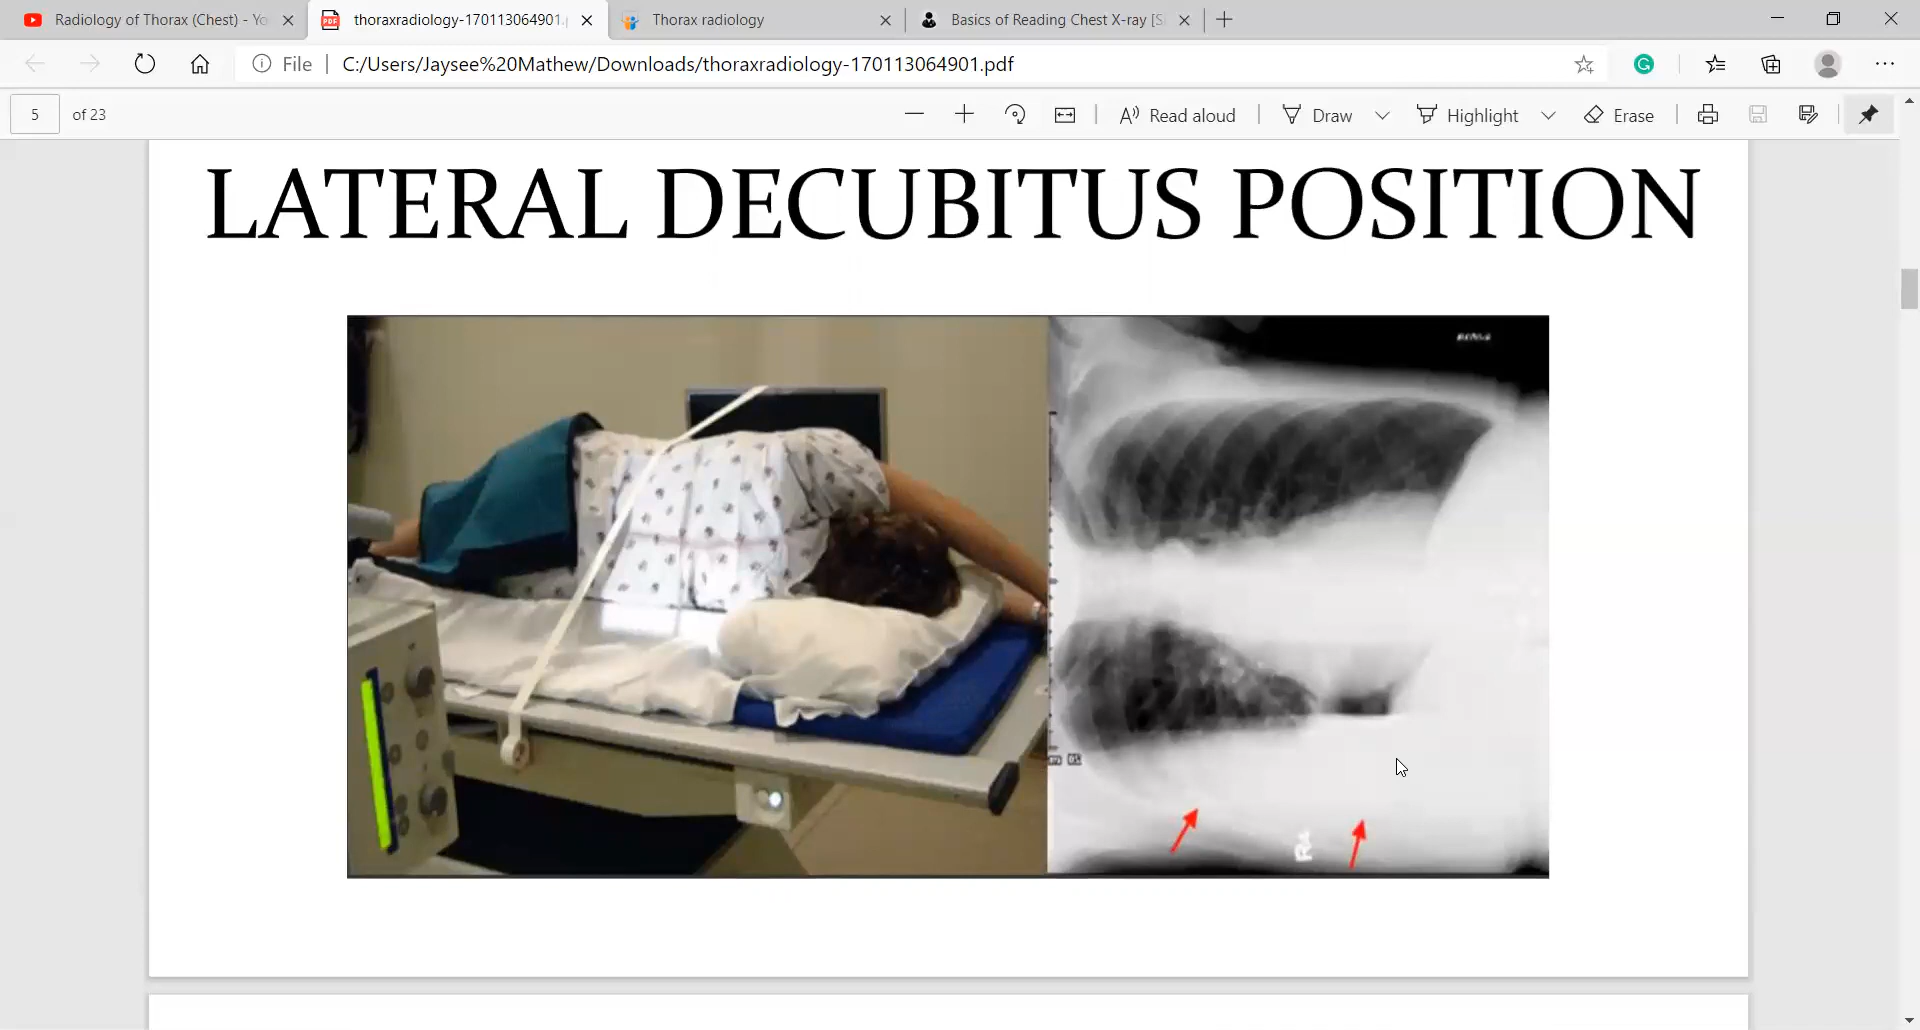 Radiology of Thorax (Chest) - Yo
thoraxradiology-170113064901.
Thorax radiology
Basics of Reading Chest X-ray [S
File
C:/Users/Jaysee%20Mathew/Downloads/thoraxradiology-170113064901.pdf
5 of 23
Read aloud
Draw
Highlight
Erase
LATERAL DECUBITUS POSITION